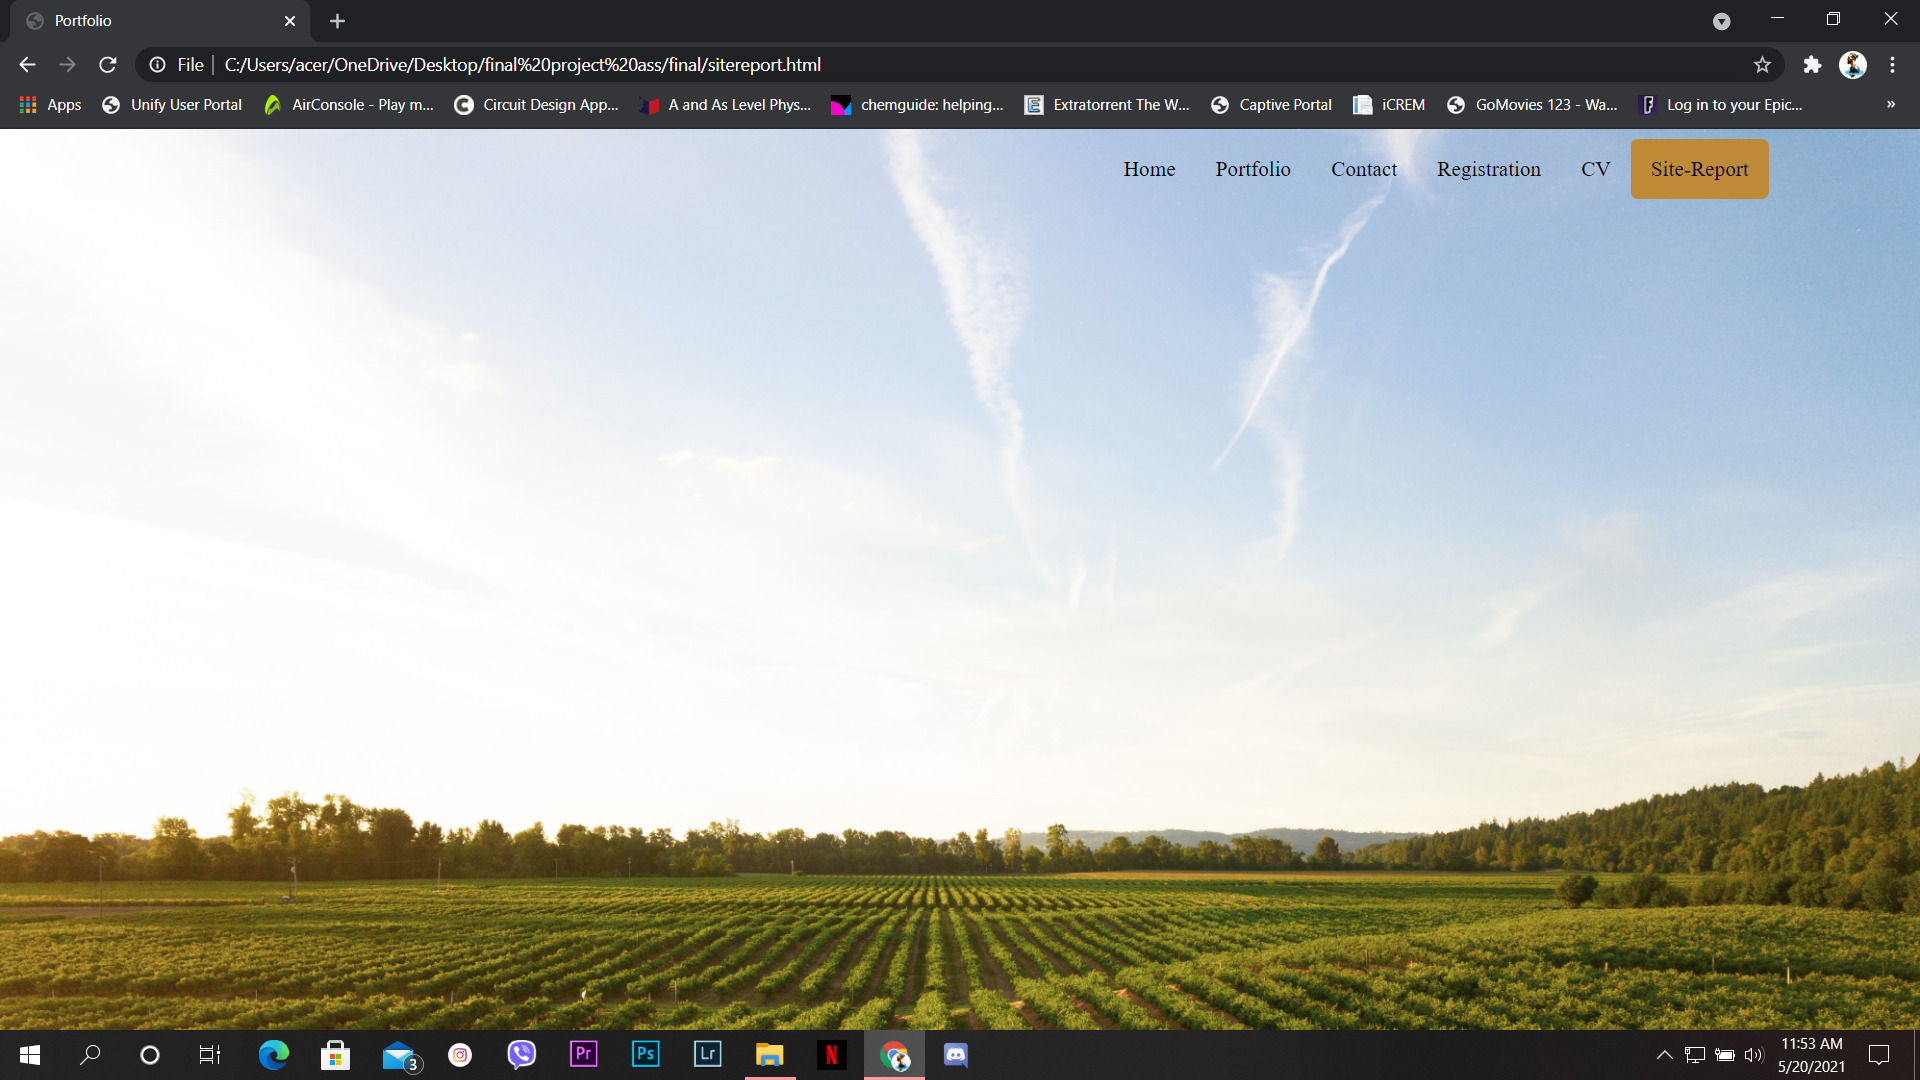 Portfolio
File
C:/Users/acer/OneDrive/Desktop/final%20project%20ass/final/sitereport.html
Apps
Unify User Portal
AirConsole - Play m...
Circuit Design App...
A and As Level Phys...
chemguide: helping...
E
Extratorrent The W...
Captive Portal
iCREM
GoMovies 123 - Wa...
Log in to your Epic...
»
Home
Portfolio
Contact
Registration
CV
Site-Report
3
Pr
Ps
Lr
N
11:53 AM
5/20/2021